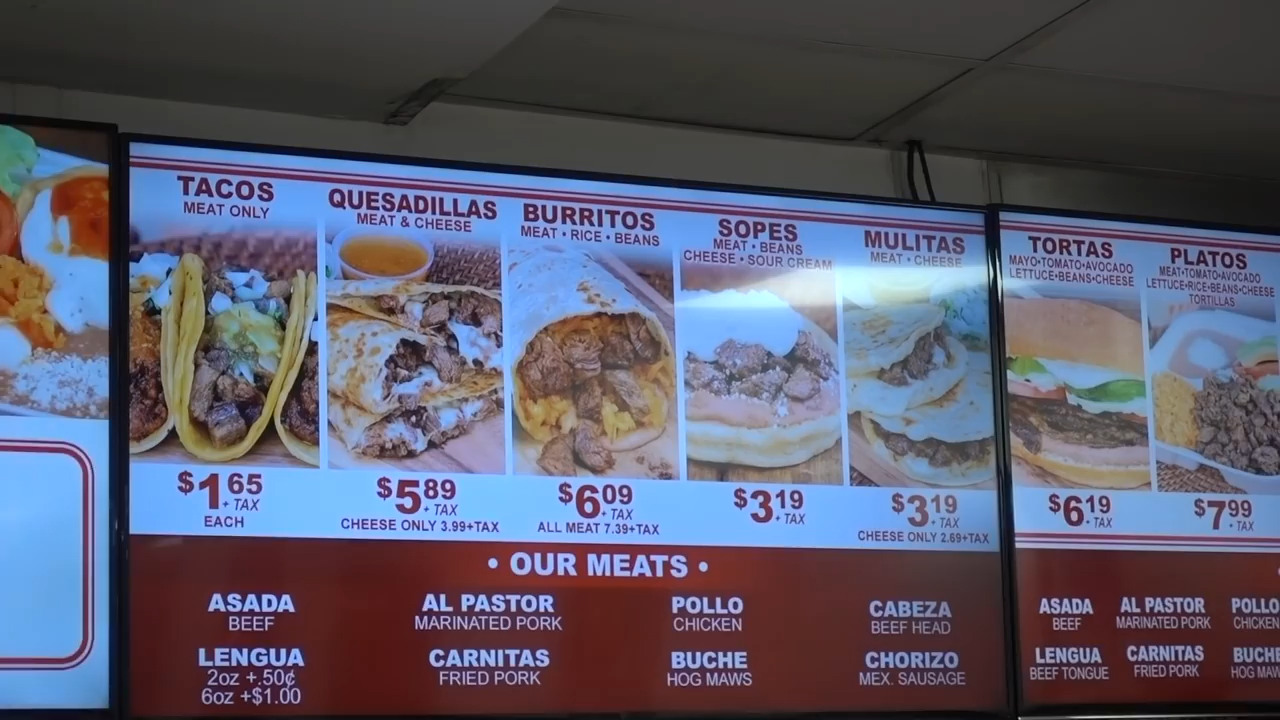 TACOS
MEAT ONLY
$1.65
+ TAX
EACH
QUESADILLAS
MEAT & CHEESE
$5.89
+ TAX
CHEESE ONLY 3.99+TAX
BURRITOS
MEAT • RICE • BEANS
$6.09
+ TAX
ALL MEAT 7.39+TAX
SOPES
MEAT • BEANS
CHEESE • SOUR CREAM
$3.19
+ TAX
MULITAS
MEAT • CHEESE
$3.19
+ TAX
CHEESE ONLY 2.69+TAX
• OUR MEATS •
ASADA
BEEF
AL PASTOR
MARINATED PORK
POLLO
CHICKEN
CABEZA
BEEF HEAD
LENGUA
2oz +.50¢
6oz +$1.00
CARNITAS
FRIED PORK
BUCHE
HOG MAWS
CHORIZO
MEX. SAUSAGE
TORTAS
MAYO•TOMATO•AVOCADO
LETTUCE•BEANS•CHEESE
$6.19
+ TAX
PLATOS
MEAT•TOMATO•AVOCADO
LETTUCE•RICE•BEANS•CHEESE
TORTILLAS
$7.99
+ TAX
ASADA
BEEF
AL PASTOR
MARINATED PORK
POLLO
CHICKEN
LENGUA
BEEF TONGUE
CARNITAS
FRIED PORK
BUCHE
HOG MAW